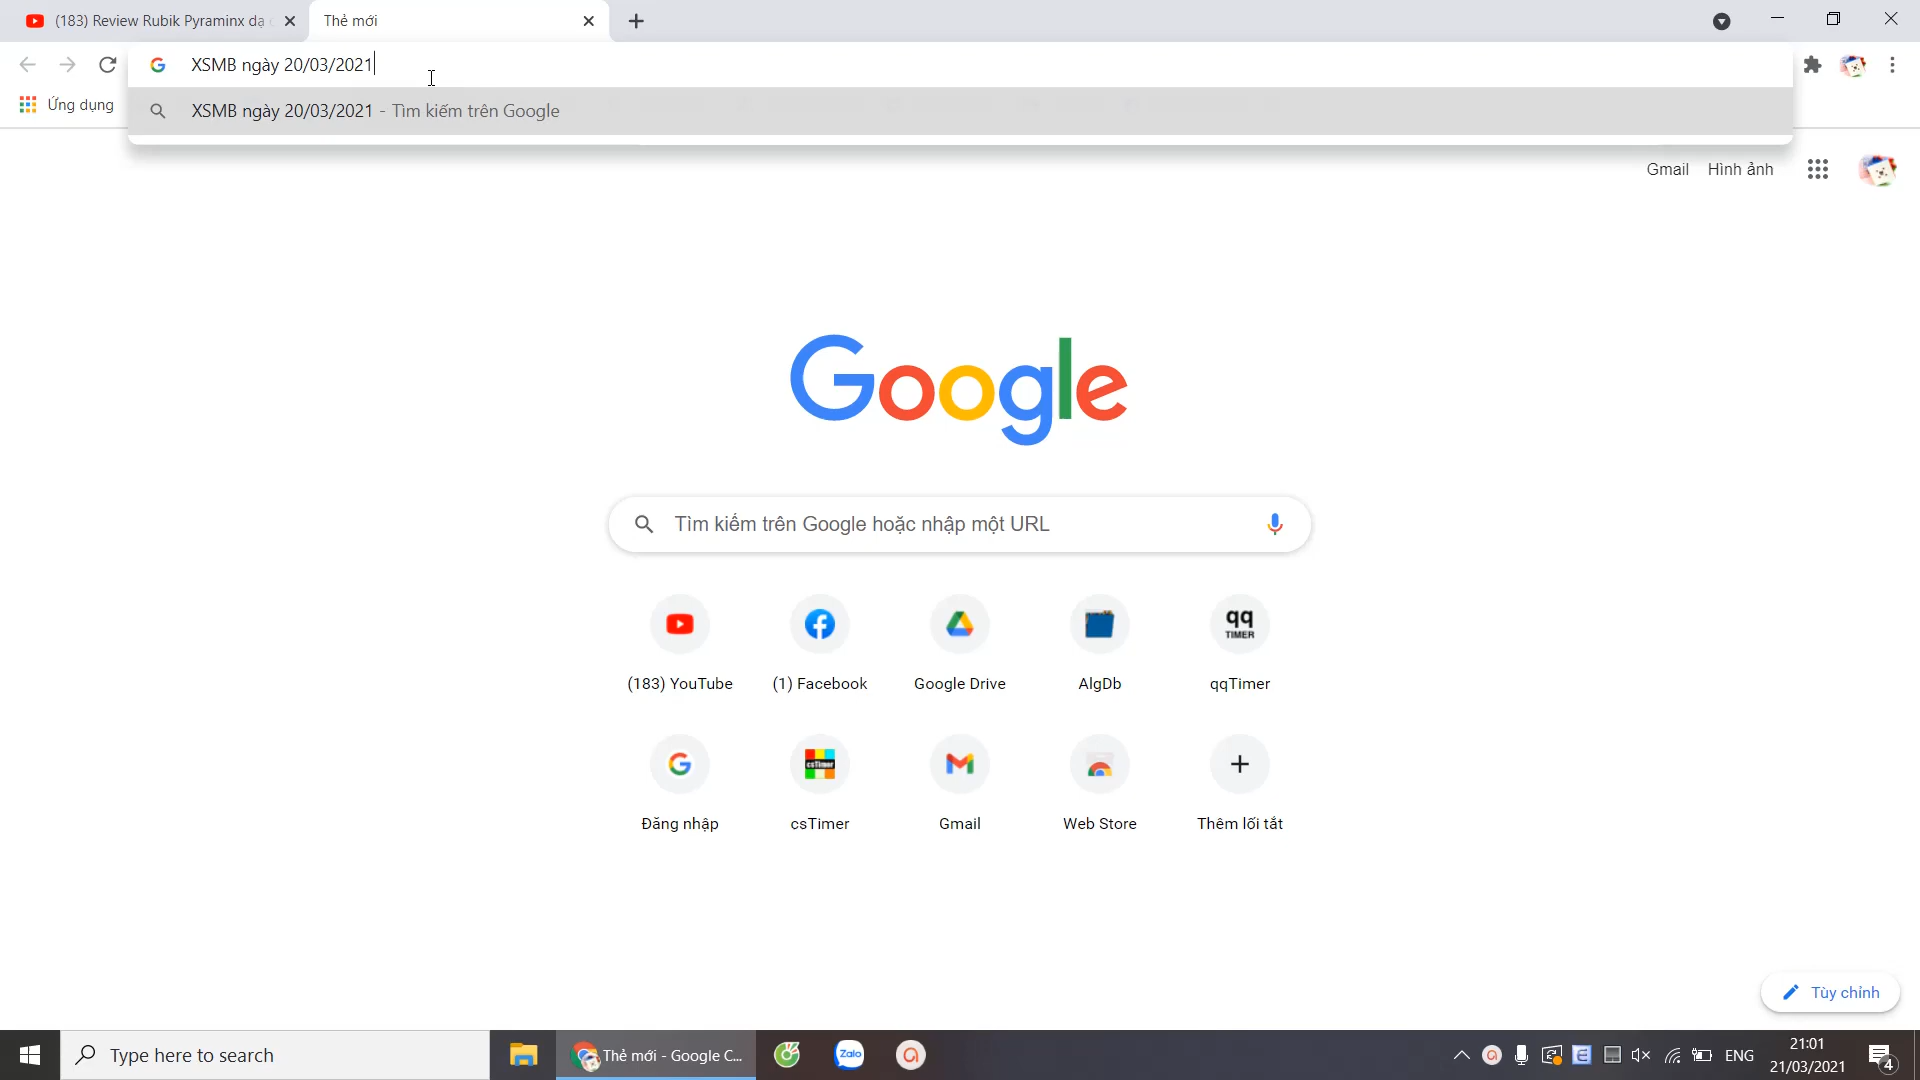 (183) Review Rubik Pyraminx dạ
Thẻ mới
XSMB ngày 20/03/2021
Ứng dụng
XSMB ngày 20/03/2021 - Tìm kiếm trên Google
Gmail Hình ảnh
Google
Tìm kiếm trên Google hoặc nhập một URL
qq
TIMER
(183) YouTube
(1) Facebook
Google Drive
AlgDb
qqTimer
csTimer
Đăng nhập
csTimer
Gmail
Web Store
Thêm lối tắt
Tùy chỉnh
Type here to search
Thẻ mới - Google C...
Zalo
ENG
21:01
21/03/2021
4